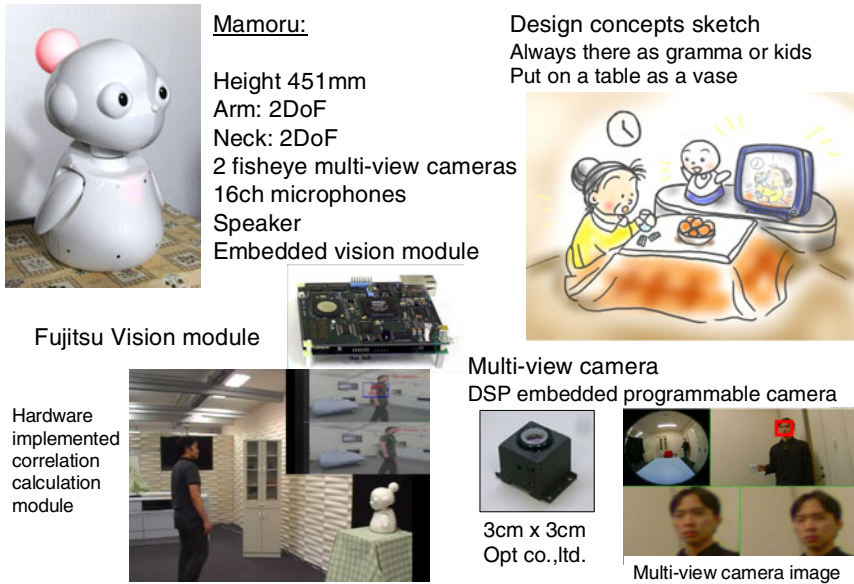 Mamoru:
Height 451mm
Arm: 2DoF
Neck: 2DoF
2 fisheye multi-view cameras
16ch microphones
Speaker
Embedded vision module
Design concepts sketch
Always there as gramma or kids
Put on a table as a vase
Fujitsu Vision module
Hardware
implemented
correlation
calculation
module
Multi-view camera
DSP embedded programmable camera
3cm x 3cm
Opt co.,ltd.
Multi-view camera image